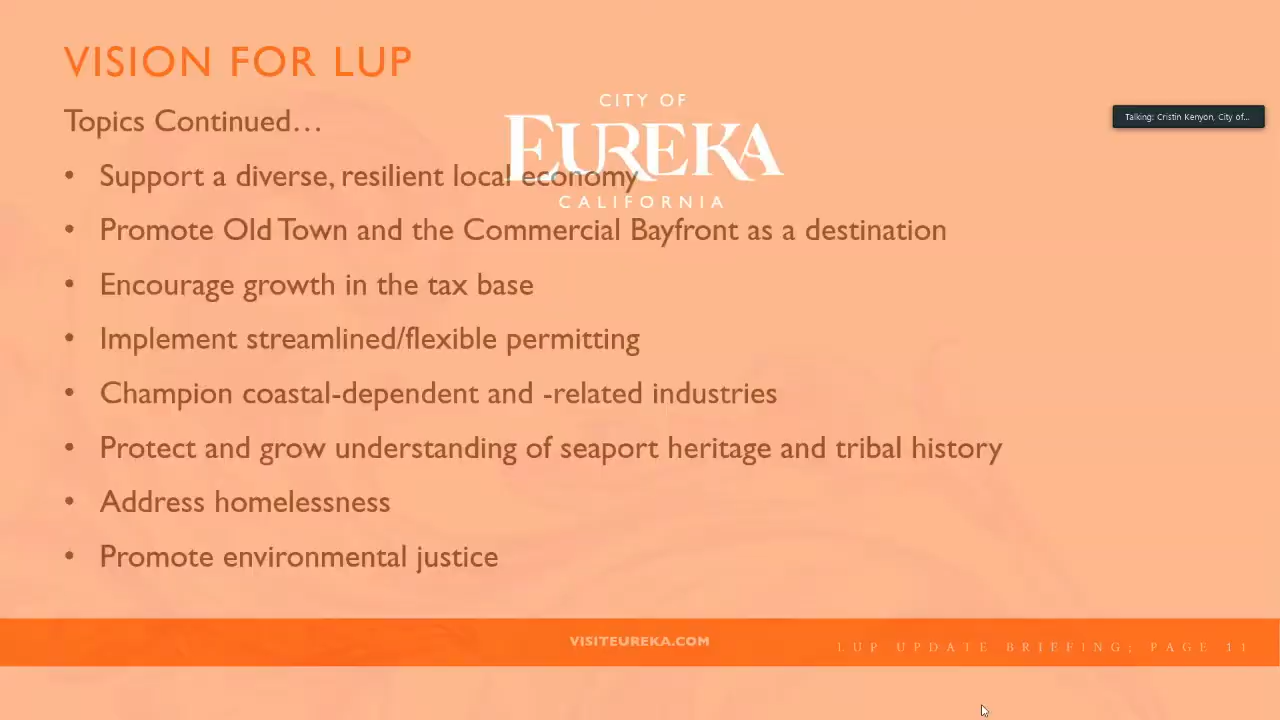 VISION FOR LUP
Topics Continued…
CITY OF
EUREKA
CALIFORNIA
Talking: Cristin Kenyon, City of...
• Support a diverse, resilient local economy
• Promote Old Town and the Commercial Bayfront as a destination
• Encourage growth in the tax base
• Implement streamlined/flexible permitting
• Champion coastal-dependent and -related industries
• Protect and grow understanding of seaport heritage and tribal history
• Address homelessness
• Promote environmental justice
VISITEUREKA.COM
LUP UPDATE BRIEFING; PAGE 11